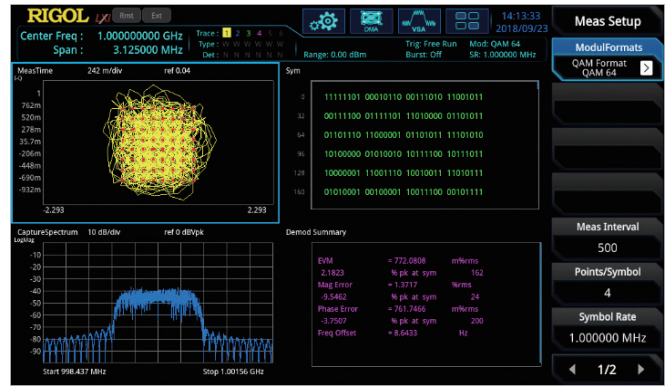 RIGOL LXI Rmt Ext
14:13:33
2018/09/23
Center Freq : 1.000000000 GHz
Span : 3.125000 MHz
Trace : 1 2 3 4 5 6
Type : W W W W W W
Det : N N N N N N
DMA VSA
Range: 0.00 dBm
Trig: Free Run Mod: QAM 64
Burst: Off SR: 1.000000 MHz
Meas Setup
ModulFormats
QAM Format
QAM 64
Meas Interval
500
Points/Symbol
4
Symbol Rate
1.000000 MHz
1/2
MeasTime 242 m/div ref 0.04
I-Q
1
762m
520m
278m
35.7m
-206m
-448m
-690m
-932m
-2.293 2.293
Sym
0 11111101 00010110 00111010 11001011
32 00111100 01111101 11010000 01101011
64 01101110 11000001 01101011 11101010
96 10100000 01010010 10111100 10111011
128 10000001 11001110 10010011 11010111
160 01010001 00100001 10011100 00101111
CaptureSpectrum 10 dB/div ref 0 dBVpk
LogMag
-10
-20
-30
-40
-50
-60
-70
-80
-90
Start 998.437 MHz Stop 1.00156 GHz
Demod Summary
EVM = 772.0808 m%rms
2.1823 % pk at sym 162
Mag Error = 1.3717 %rms
-9.5462 % pk at sym 24
Phase Error = 761.7466 m%rms
-3.7507 % pk at sym 200
Freq Offset = 8.6433 Hz